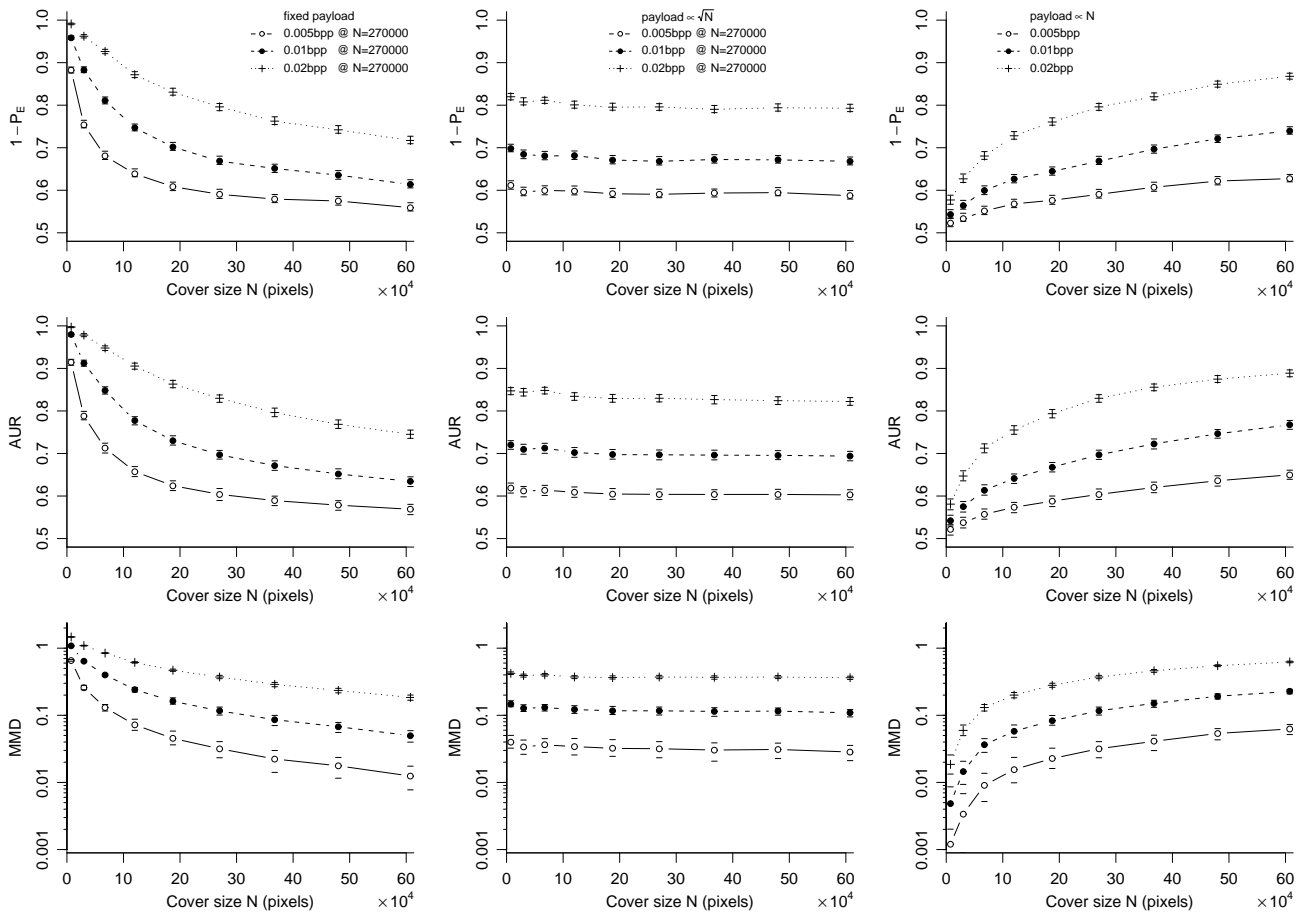 fixed payload
0.005bpp @ N=270000
0.01bpp @ N=270000
0.02bpp @ N=270000
1 − P_E
0.5 0.6 0.7 0.8 0.9 1.0
0 10 20 30 40 50 60
Cover size N (pixels) ×10^4
payload ∝ √N
0.005bpp @ N=270000
0.01bpp @ N=270000
0.02bpp @ N=270000
1 − P_E
0.5 0.6 0.7 0.8 0.9 1.0
0 10 20 30 40 50 60
Cover size N (pixels) ×10^4
payload ∝ N
0.005bpp
0.01bpp
0.02bpp
1 − P_E
0.5 0.6 0.7 0.8 0.9 1.0
0 10 20 30 40 50 60
Cover size N (pixels) ×10^4
AUR
0.5 0.6 0.7 0.8 0.9 1.0
0 10 20 30 40 50 60
Cover size N (pixels) ×10^4
AUR
0.5 0.6 0.7 0.8 0.9 1.0
0 10 20 30 40 50 60
Cover size N (pixels) ×10^4
AUR
0.5 0.6 0.7 0.8 0.9 1.0
0 10 20 30 40 50 60
Cover size N (pixels) ×10^4
MMD
0.001 0.01 0.1 1
0 10 20 30 40 50 60
Cover size N (pixels) ×10^4
MMD
0.001 0.01 0.1 1
0 10 20 30 40 50 60
Cover size N (pixels) ×10^4
MMD
0.001 0.01 0.1 1
0 10 20 30 40 50 60
Cover size N (pixels) ×10^4